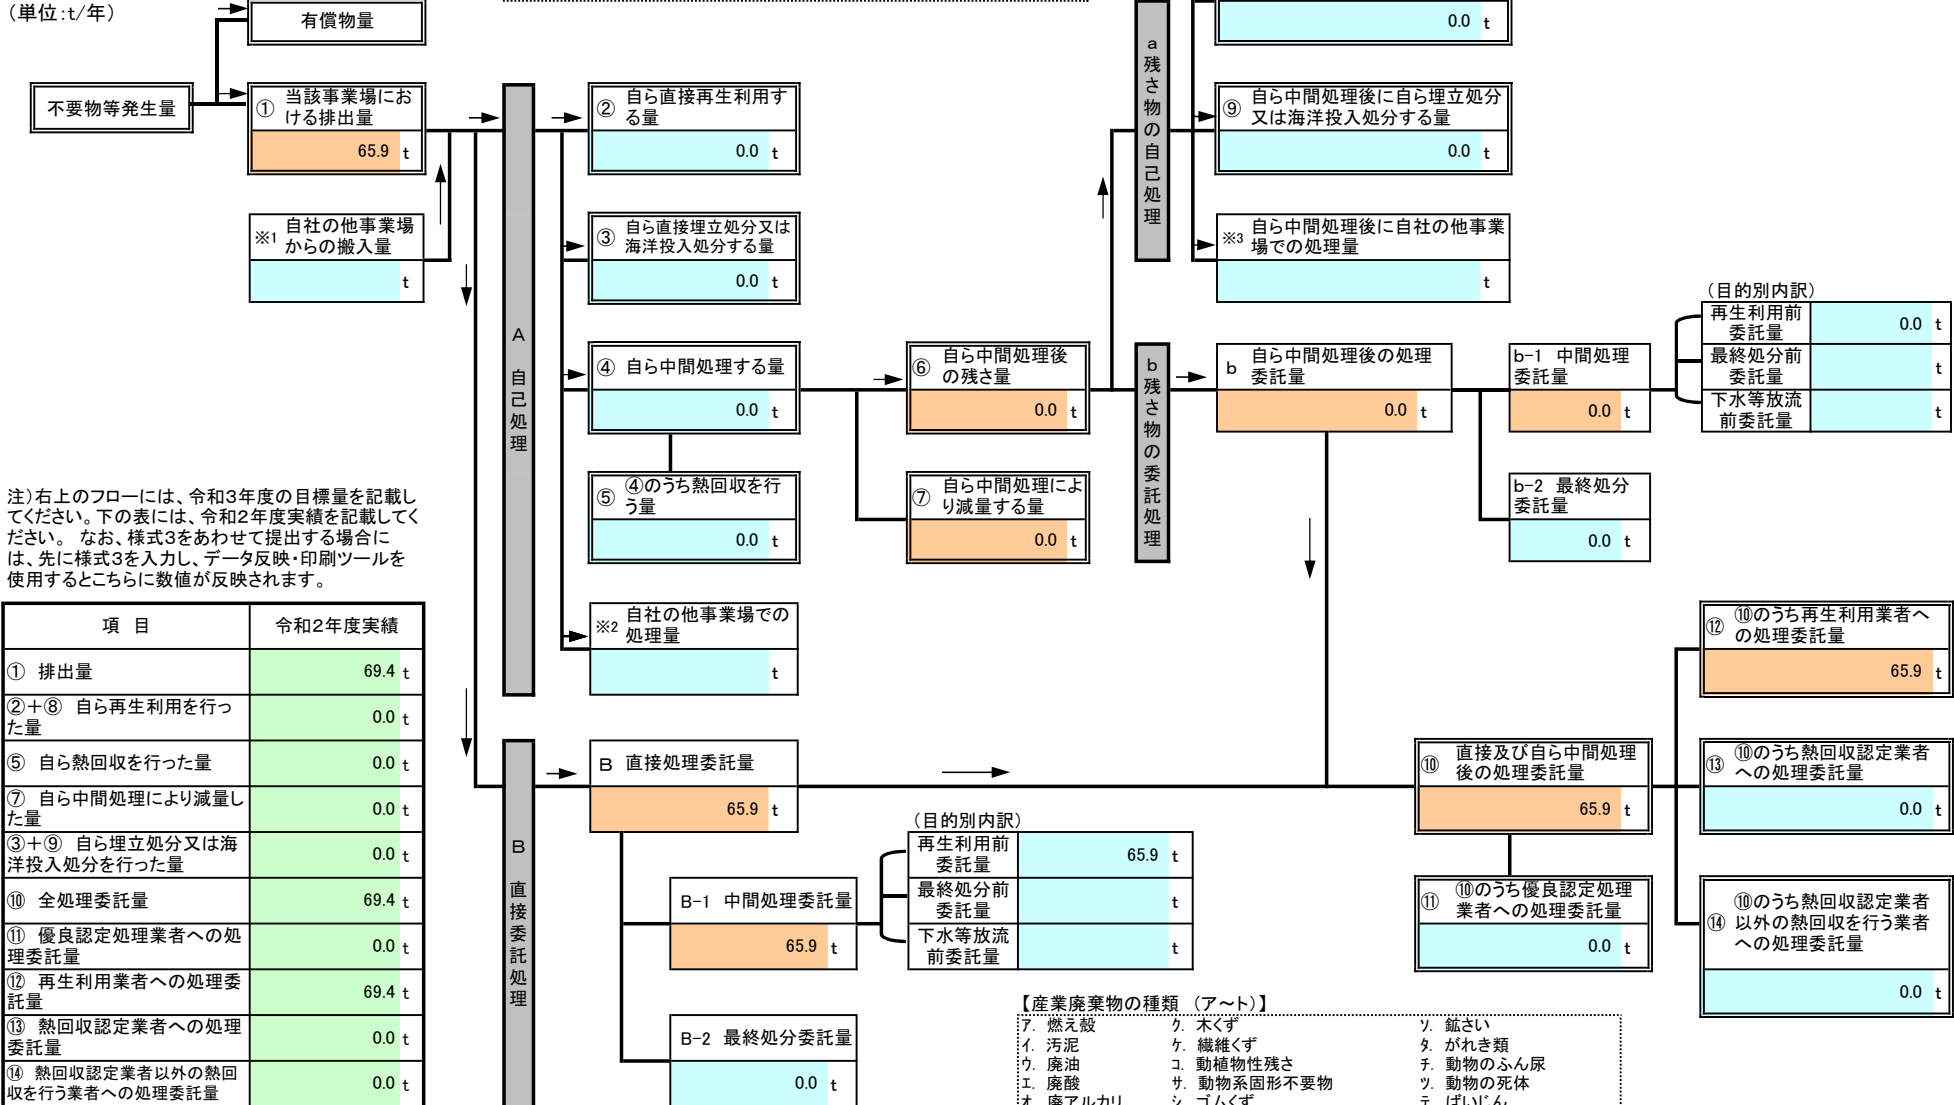 （単位：t/年）
有償物量
0.0 t
不要物等発生量
① 当該事業場にお
ける排出量
65.9 t
※1 自社の他事業場
からの搬入量
t
A 自己処理
② 自ら直接再生利用す
る量
0.0 t
③ 自ら直接埋立処分又は
海洋投入処分する量
0.0 t
④ 自ら中間処理する量
0.0 t
⑤ ④のうち熱回収を行
う量
0.0 t
※2 自社の他事業場での
処理量
t
⑥ 自ら中間処理後
の残さ量
0.0 t
⑦ 自ら中間処理によ
り減量する量
0.0 t
a 残さ物の自己処理
⑨ 自ら中間処理後に自ら埋立処分
又は海洋投入処分する量
0.0 t
※3 自ら中間処理後に自社の他事業
場での処理量
t
b 残さ物の委託処理
b 自ら中間処理後の処理
委託量
0.0 t
b-1 中間処理
委託量
0.0 t
b-2 最終処分
委託量
0.0 t
（目的別内訳）
再生利用前
委託量
0.0 t
最終処分前
委託量
t
下水等放流
前委託量
t
注）右上のフローには、令和3年度の目標量を記載し
てください。下の表には、令和2年度実績を記載してく
ださい。 なお、様式3をあわせて提出する場合に
は、先に様式3を入力し、データ反映・印刷ツールを
使用するとこちらに数値が反映されます。
項 目 令和2年度実績
① 排出量 69.4 t
②＋⑧ 自ら再生利用を行っ
た量 0.0 t
⑤ 自ら熱回収を行った量 0.0 t
⑦ 自ら中間処理により減量し
た量 0.0 t
③＋⑨ 自ら埋立処分又は海
洋投入処分を行った量 0.0 t
⑩ 全処理委託量 69.4 t
⑪ 優良認定処理業者への処
理委託量 0.0 t
⑫ 再生利用業者への処理委
託量 69.4 t
⑬ 熱回収認定業者への処理
委託量 0.0 t
⑭ 熱回収認定業者以外の熱回
収を行う業者への処理委託量 0.0 t
B 直接委託処理
B 直接処理委託量
65.9 t
B-1 中間処理委託量
65.9 t
B-2 最終処分委託量
0.0 t
（目的別内訳）
再生利用前
委託量
65.9 t
最終処分前
委託量
t
下水等放流
前委託量
t
⑩ 直接及び自ら中間処理
後の処理委託量
65.9 t
⑪ ⑩のうち優良認定処理
業者への処理委託量
0.0 t
⑫ ⑩のうち再生利用業者へ
の処理委託量
65.9 t
⑬ ⑩のうち熱回収認定業者
への処理委託量
0.0 t
⑭ ⑩のうち熱回収認定業者
以外の熱回収を行う業者
への処理委託量
0.0 t
【産業廃棄物の種類 （ア～ト）】
ｱ. 燃え殻 ｸ. 木くず ｿ. 鉱さい
ｲ. 汚泥 ｹ. 繊維くず ﾀ. がれき類
ｳ. 廃油 ｺ. 動植物性残さ ﾁ. 動物のふん尿
ｴ. 廃酸 ｻ. 動物系固形不要物 ﾂ. 動物の死体
ｵ. 廃アルカリ ｼ. ゴムくず ﾃ. ばいじん